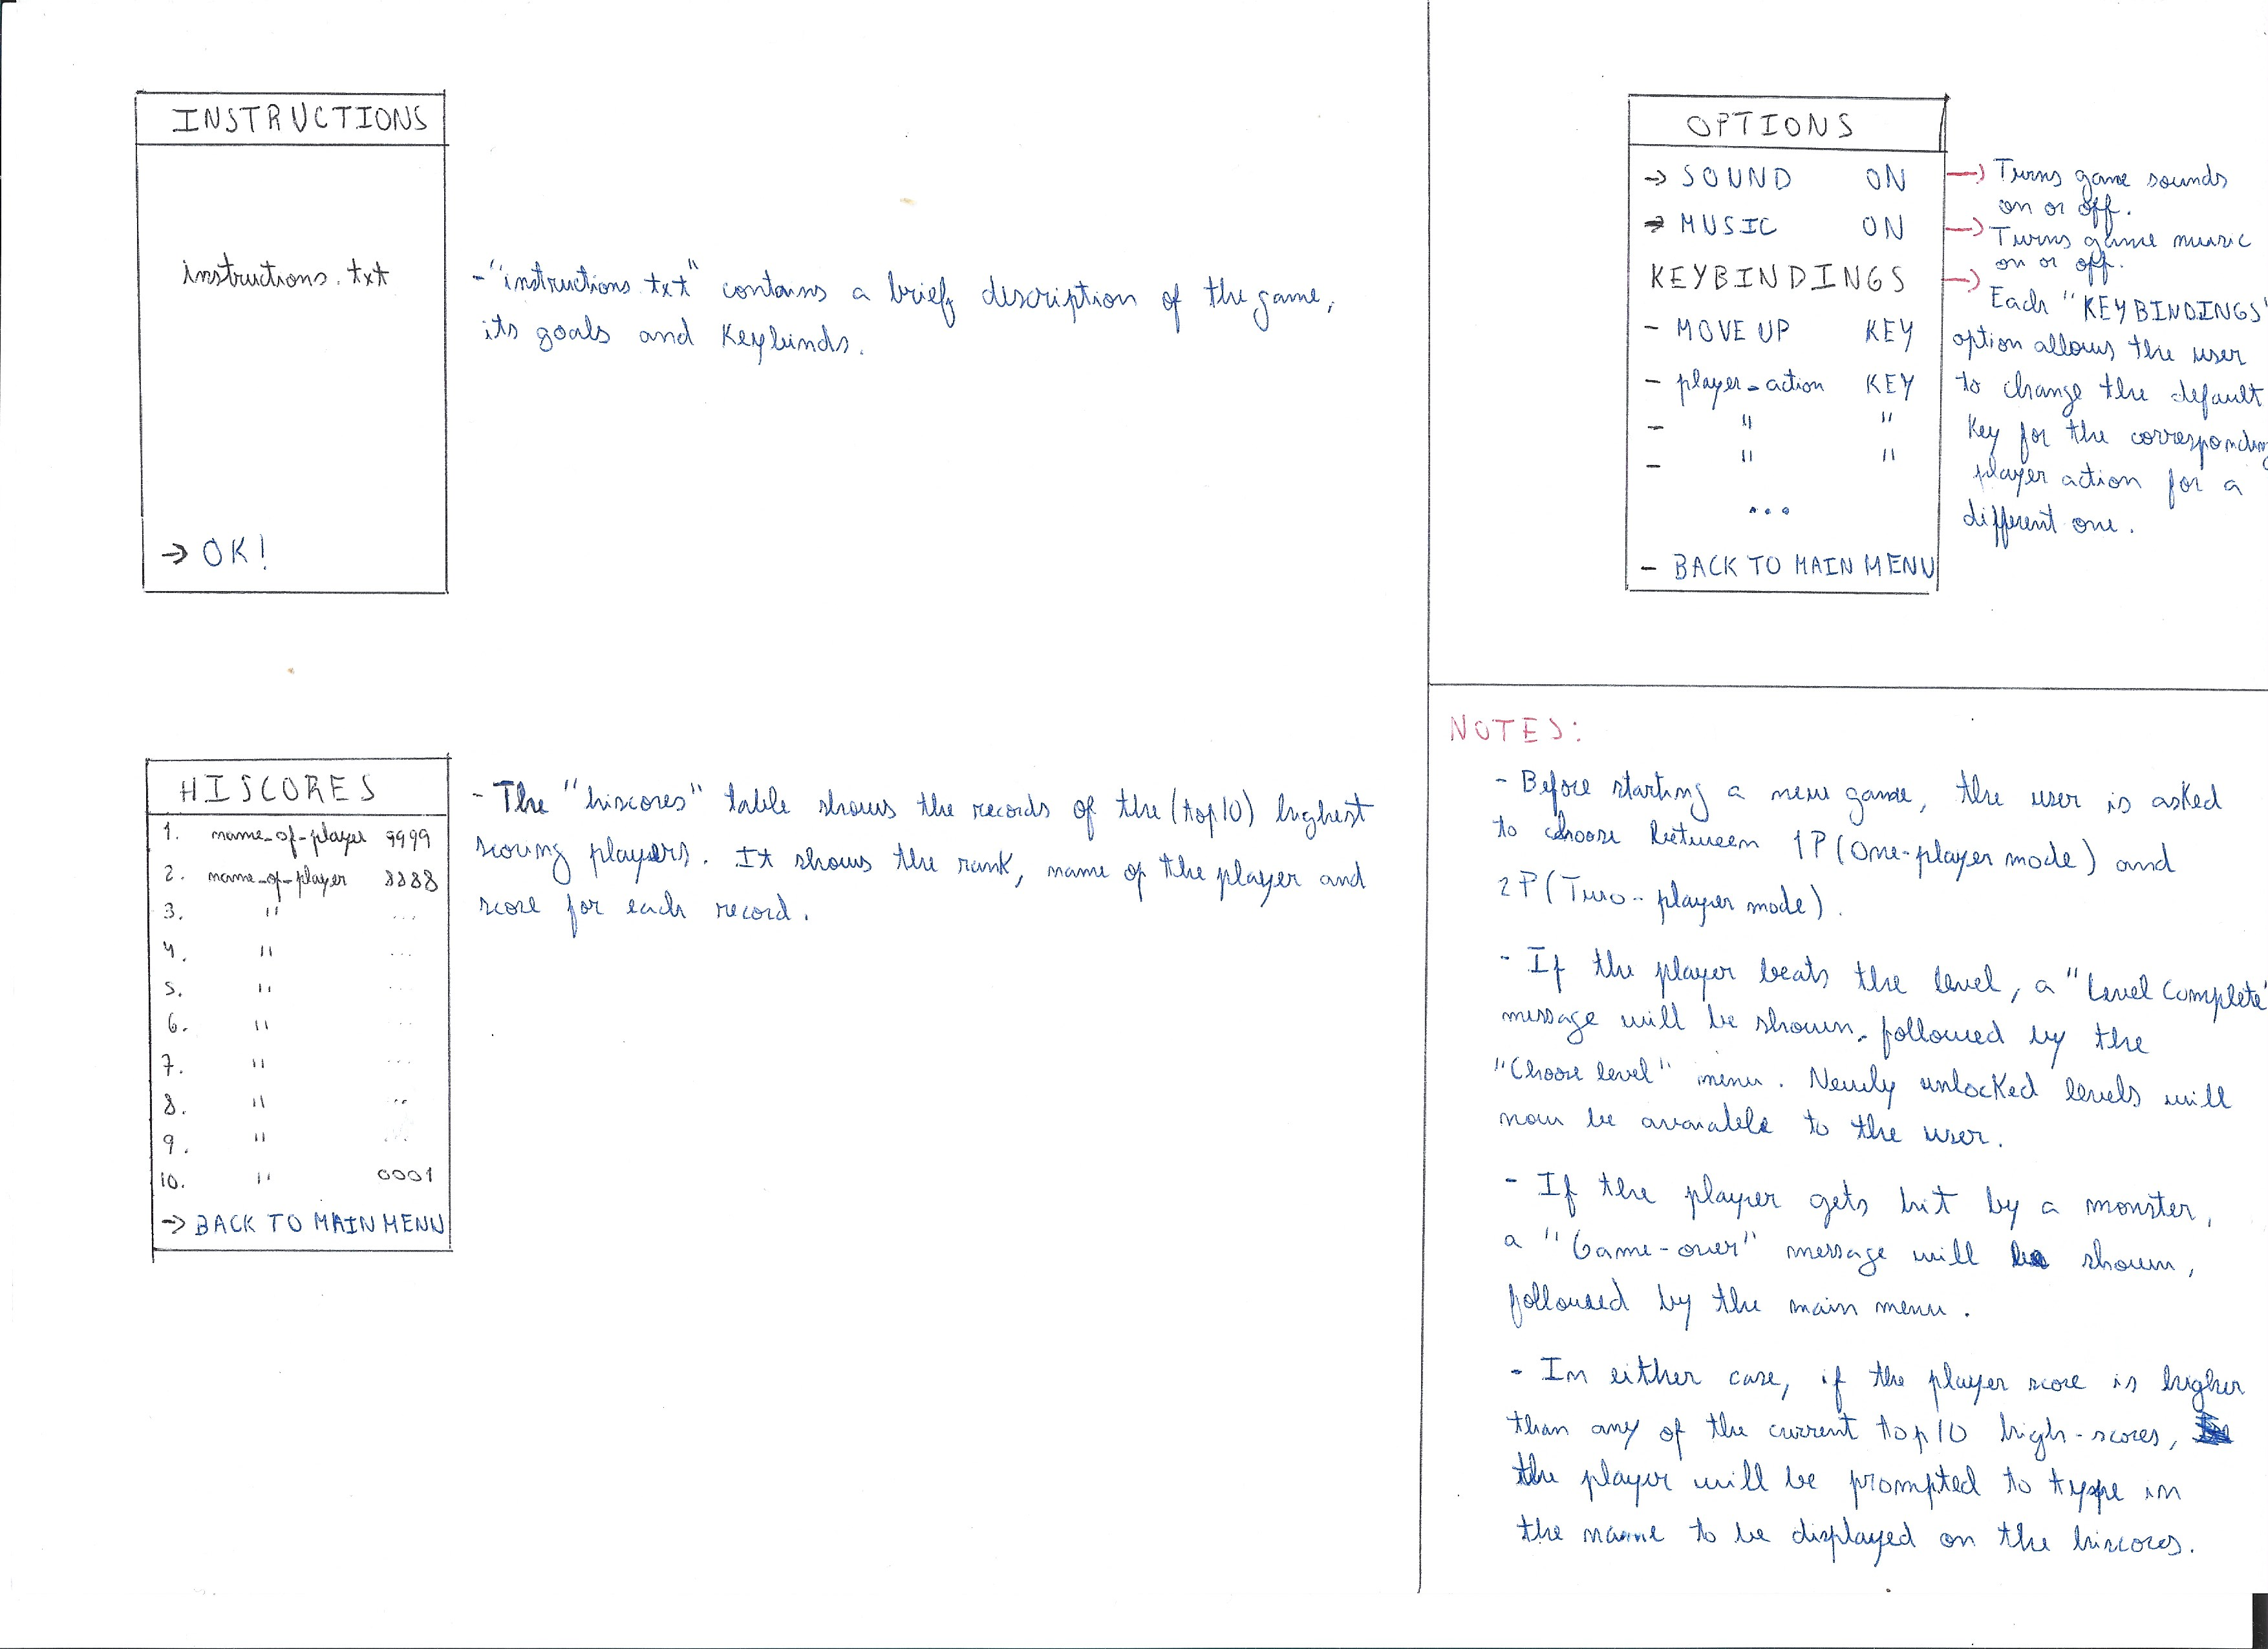 INSTRUCTIONS
instructions.txt
→ OK!
- "instructions.txt" contains a brief description of the game,
its goals and Keybinds.
HISCORES
1. name_of_player 9999
2. name_of_player 8888
3. " ...
4. " ...
5. " ...
6. " ...
7. " ...
8. " ...
9. " ...
10. " 0001
→ BACK TO MAIN MENU
- The "hiscores" table shows the records of the (top10) highest
scoring players. It shows the rank, name of the player and
score for each record.
OPTIONS
→ SOUND ON
→ MUSIC ON
KEYBINDINGS
- MOVE UP KEY
- player_action KEY
- " "
- " "
...
- BACK TO MAIN MENU
→ Turns game sounds
on or off.
→ Turns game music
on or off.
→ Each "KEYBINDINGS"
option allows the user
to change the default
Key for the corresponding
player action for a
different one.
NOTES:
- Before starting a new game, the user is asked
to choose between 1P (One-player mode) and
2P (Two-player mode).
- If the player beats the level, a "Level Complete"
message will be shown, followed by the
"Choose level" menu. Newly unlocked levels will
now be avaiable to the user.
- If the player gets hit by a monster,
a "Game-over" message will be shown,
followed by the main menu.
- In either case, if the player score is higher
than any of the current top10 high-scores,
the player will be prompted to type in
the name to be displayed on the hiscores.